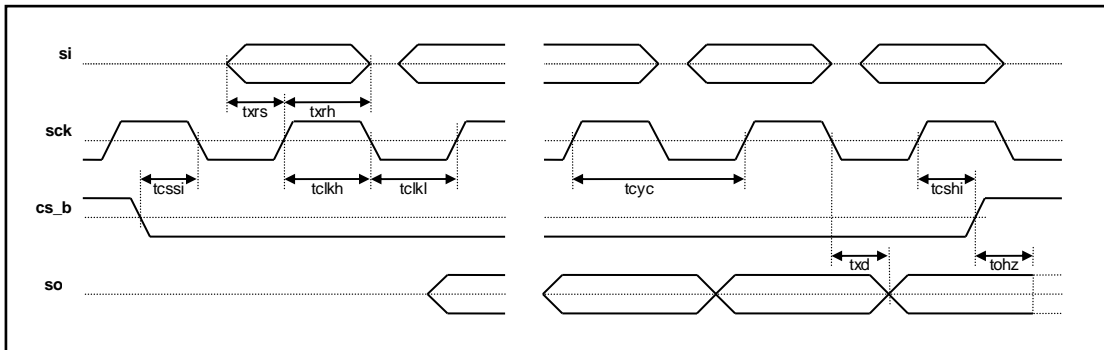 si
txrs txrh
sck
tcssi tclkh tclkl tcyc tcshi
cs_b
txd tohz
so